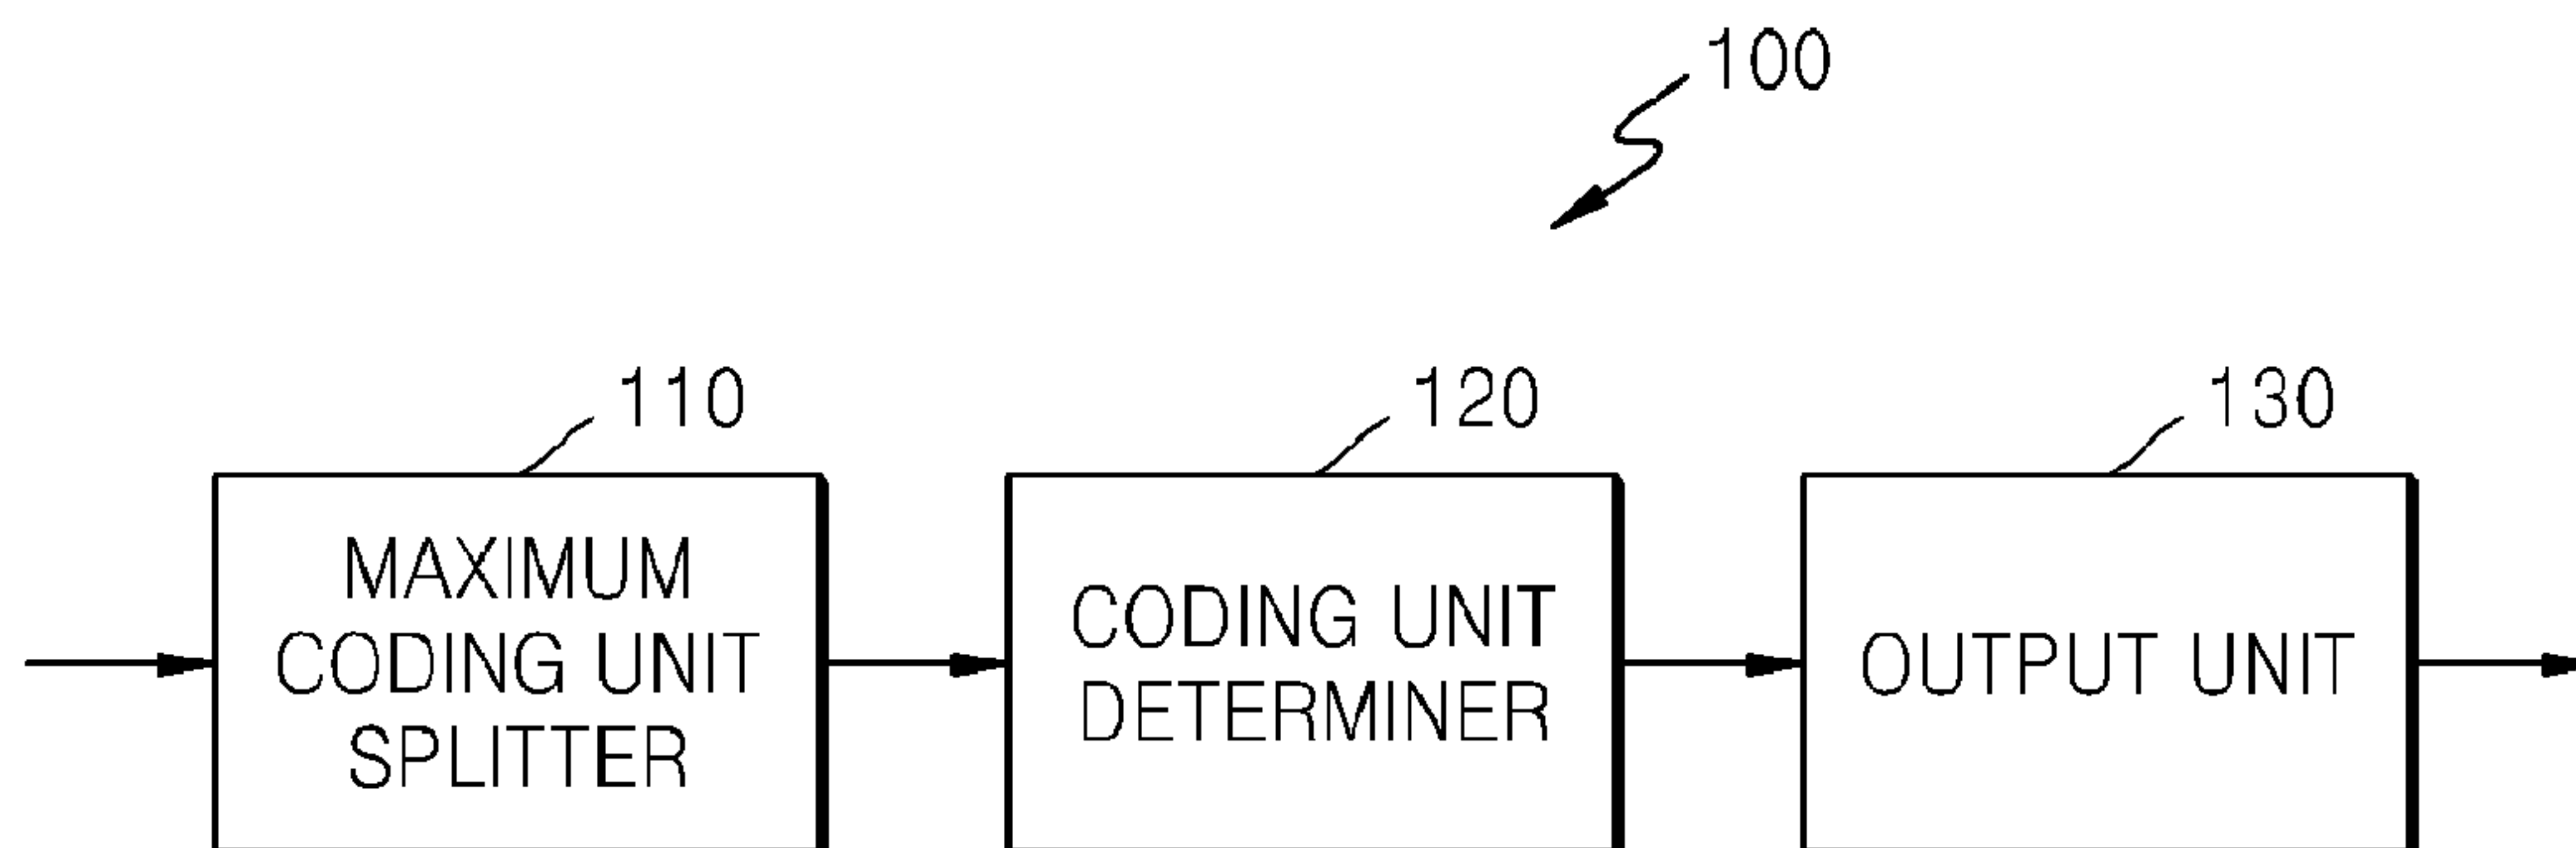 100
110
120
130
MAXIMUM
CODING UNIT
SPLITTER
CODING UNIT
DETERMINER
OUTPUT UNIT